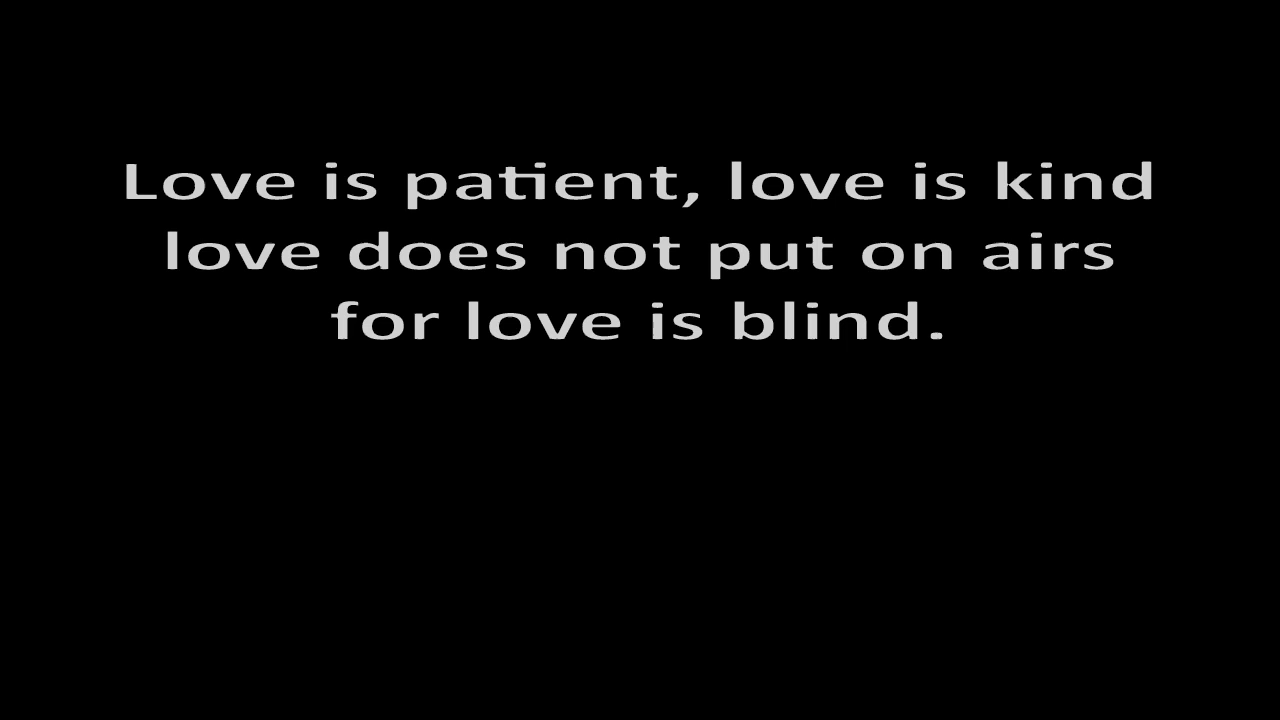 Love is patient, love is kind
love does not put on airs
for love is blind.